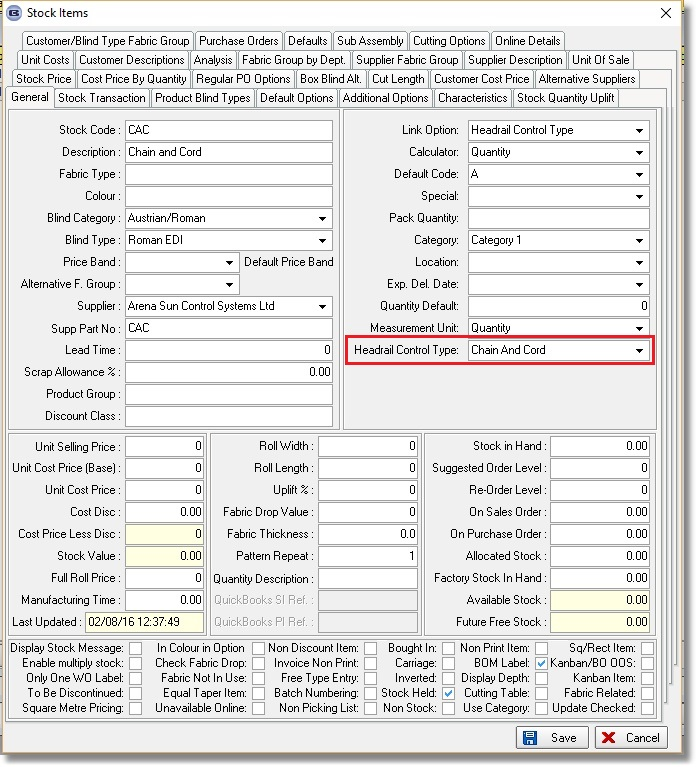 Stock Items
Customer/Blind Type Fabric Group Purchase Orders Defaults Sub Assembly Cutting Options Online Details
Unit Costs Customer Descriptions Analysis Fabric Group by Dept. Supplier Fabric Group Supplier Description Unit Of Sale
Stock Price Cost Price By Quantity Regular PO Options Box Blind Alt. Cut Length Customer Cost Price Alternative Suppliers
General Stock Transaction Product Blind Types Default Options Additional Options Characteristics Stock Quantity Uplift
Stock Code : CAC
Description : Chain and Cord
Fabric Type :
Colour :
Blind Category : Austrian/Roman
Blind Type : Roman EDI
Price Band : Default Price Band
Alternative F. Group :
Supplier : Arena Sun Control Systems Ltd
Supp Part No : CAC
Lead Time : 0
Scrap Allowance % : 0.00
Product Group :
Discount Class :
Link Option: Headrail Control Type
Calculator: Quantity
Default Code: A
Special:
Pack Quantity:
Category: Category 1
Location:
Exp. Del. Date:
Quantity Default: 0
Measurement Unit: Quantity
Headrail Control Type: Chain And Cord
Unit Selling Price : 0
Unit Cost Price (Base) : 0
Unit Cost Price : 0
Cost Disc : 0.00
Cost Price Less Disc : 0
Stock Value : 0.00
Full Roll Price : 0
Manufacturing Time : 0.00
Last Updated : 02/08/16 12:37:49
Roll Width : 0
Roll Length : 0
Uplift % : 0
Fabric Drop Value : 0
Fabric Thickness : 0.0
Pattern Repeat : 1
Quantity Description :
QuickBooks SI Ref. :
QuickBooks PI Ref. :
Stock in Hand : 0.00
Suggested Order Level : 0
Re-Order Level : 0
On Sales Order : 0.00
On Purchase Order : 0.00
Allocated Stock : 0.00
Factory Stock In Hand : 0.00
Available Stock : 0.00
Future Free Stock : 0.00
Display Stock Message: In Colour in Option Non Discount Item: Bought In: Non Print Item: Sq/Rect Item:
Enable multiply stock: Check Fabric Drop: Invoice Non Print: Carriage: BOM Label: Kanban/BO OOS:
Only One WO Label: Fabric Not In Use: Free Type Entry: Inverted: Display Depth: Kanban Item:
To Be Discontinued: Equal Taper Item: Batch Numbering: Stock Held: Cutting Table: Fabric Related:
Square Metre Pricing: Unavailable Online: Non Picking List: Non Stock: Use Category: Update Checked:
Save Cancel